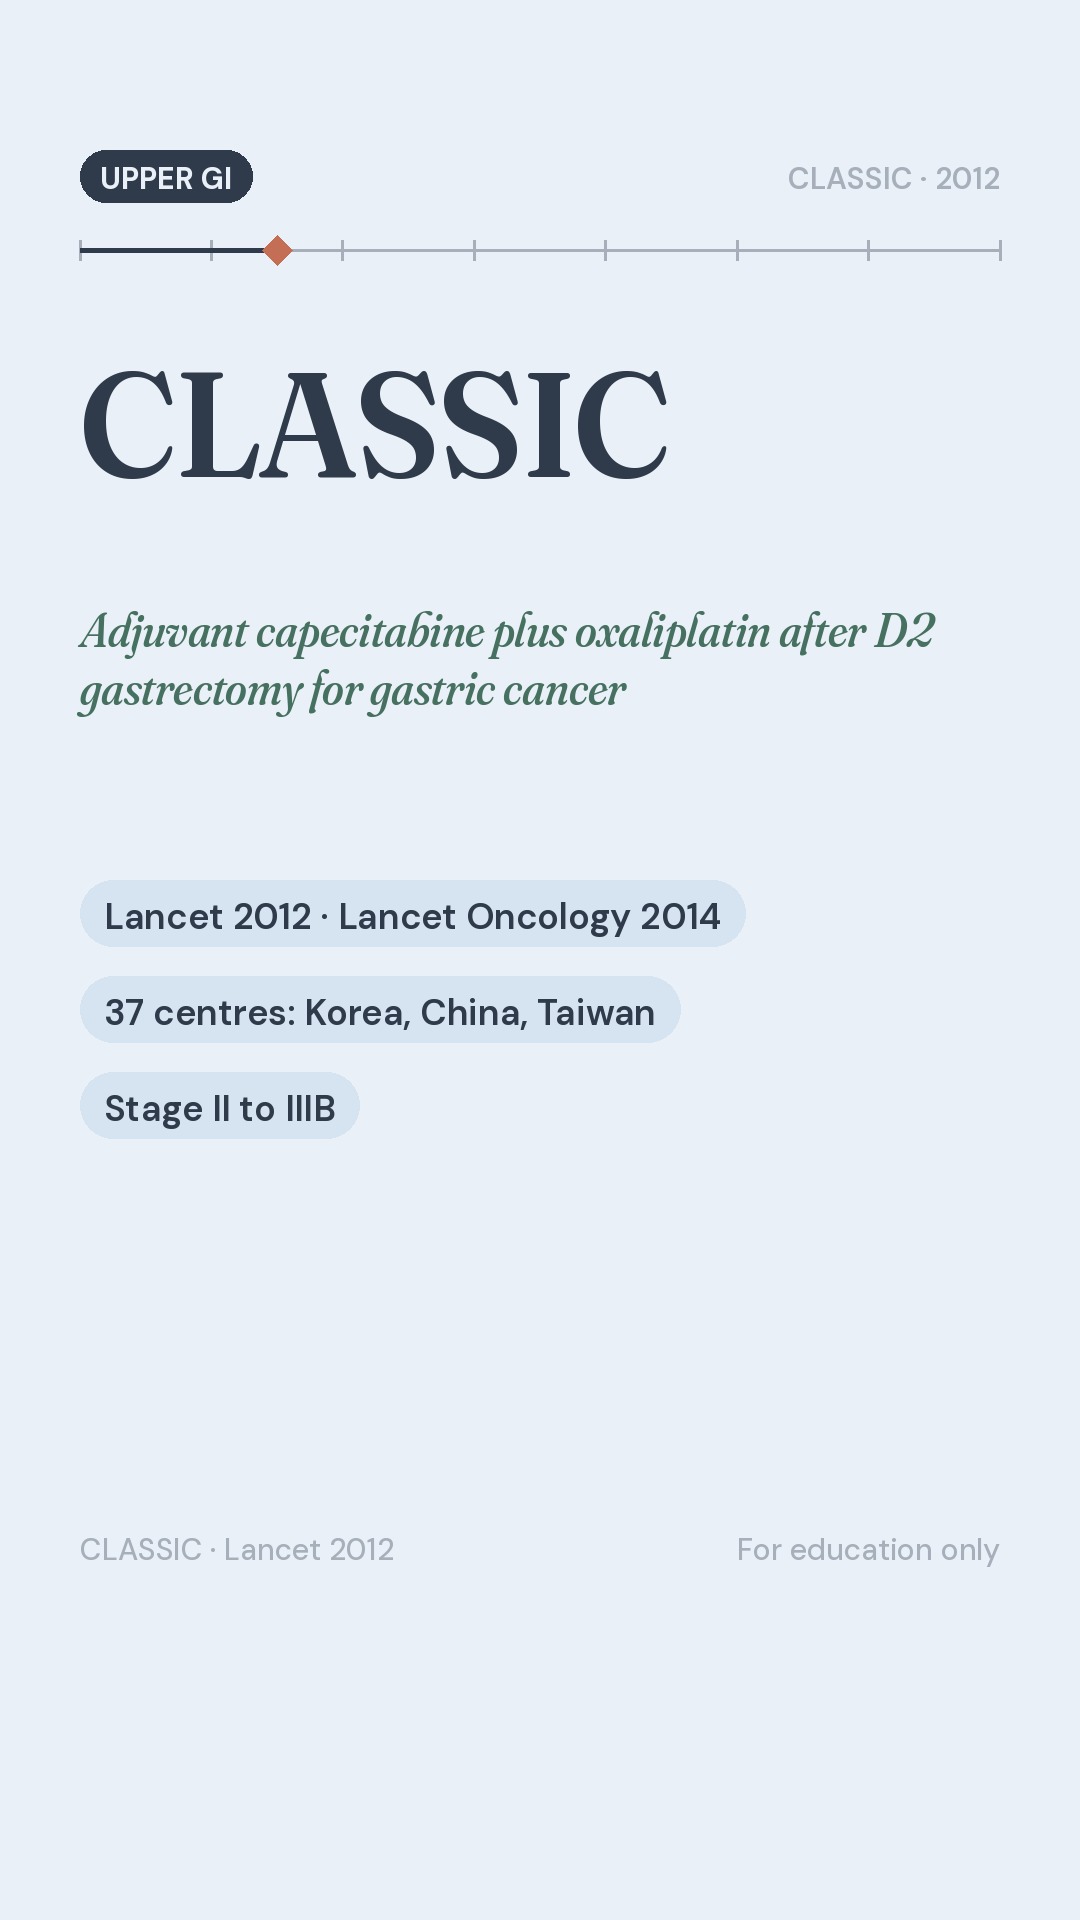 UPPER GI
CLASSIC · 2012
CLASSIC
Adjuvant capecitabine plus oxaliplatin after D2
gastrectomy for gastric cancer
Lancet 2012 · Lancet Oncology 2014
37 centres: Korea, China, Taiwan
Stage II to IIIB
CLASSIC · Lancet 2012
For education only